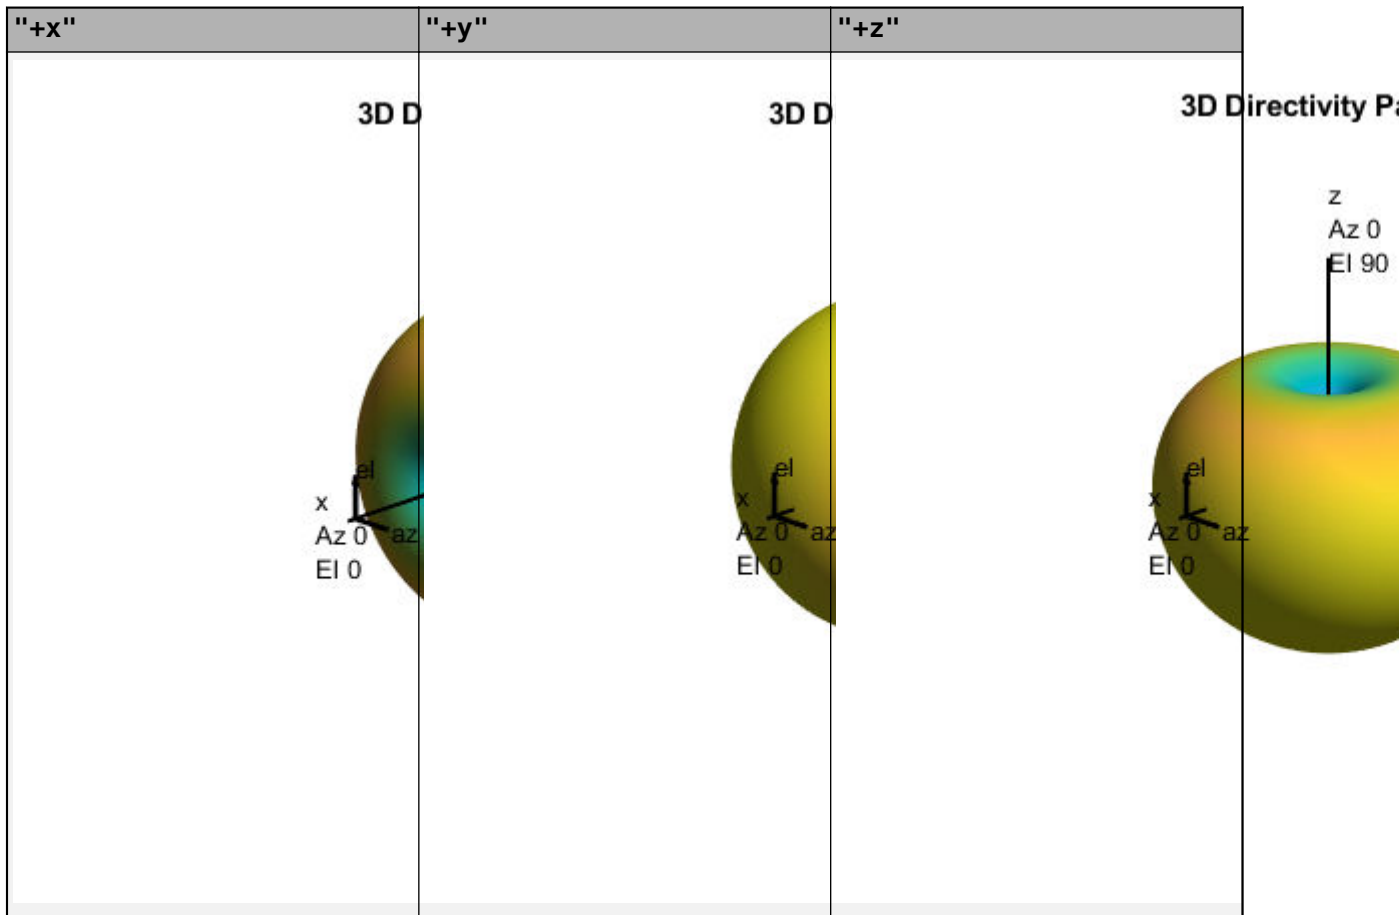 "+x"
"+y"
"+z"
3D D
el
x
Az 0
az
El 0
3D D
el
x
Az 0
az
El 0
3D Directivity Pa
z
Az 0
El 90
el
x
Az 0
az
El 0